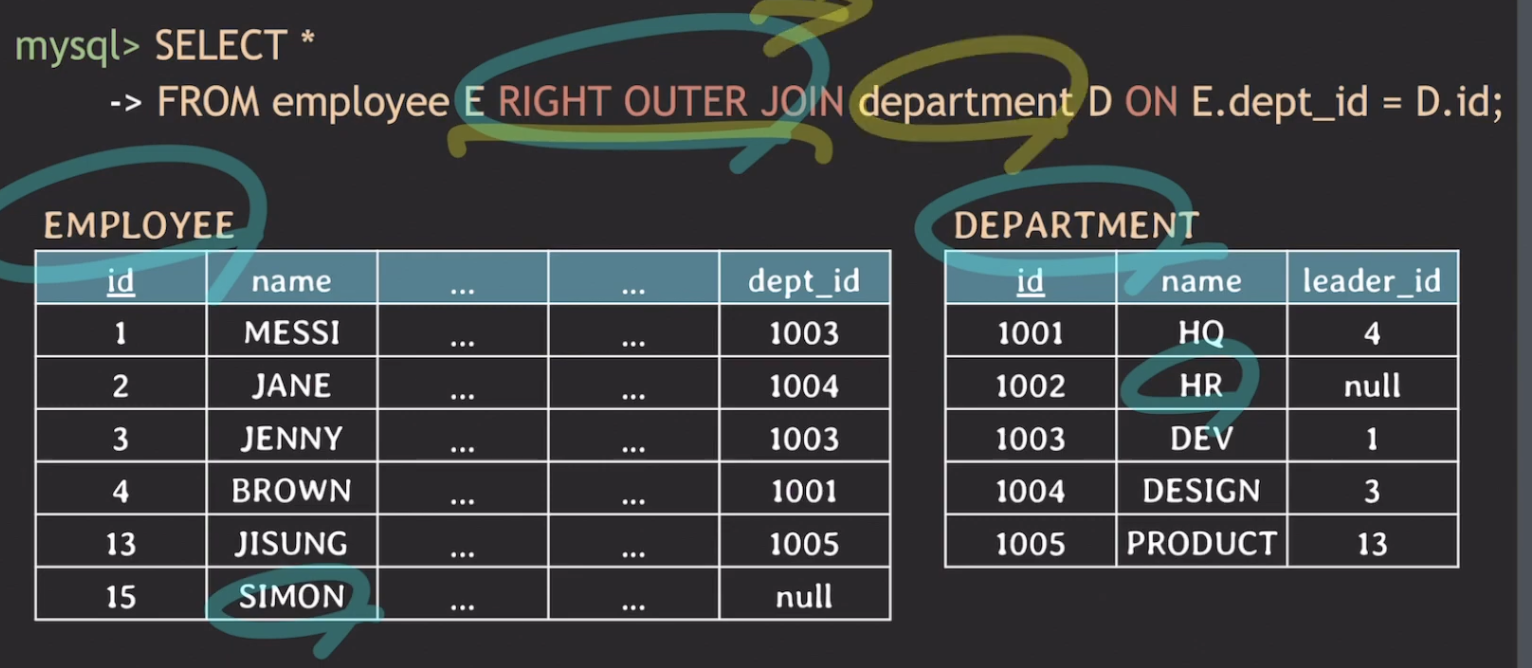 mysql> SELECT *
-> FROM employee E RIGHT OUTER JOIN department D ON E.dept_id = D.id;
EMPLOYEE
id name ... ... dept_id
1 MESSI ... ... 1003
2 JANE ... ... 1004
3 JENNY ... ... 1003
4 BROWN ... ... 1001
13 JISUNG ... ... 1005
15 SIMON ... ... null
DEPARTMENT
id name leader_id
1001 HQ 4
1002 HR null
1003 DEV 1
1004 DESIGN 3
1005 PRODUCT 13